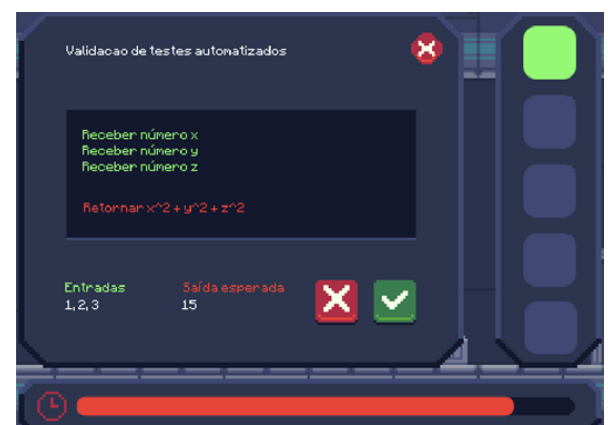 Validacao de testes automatizados
Receber número x
Receber número y
Receber número z
Retornar x^2 + y^2 + z^2
Entradas
1,2,3
Saída esperada
15